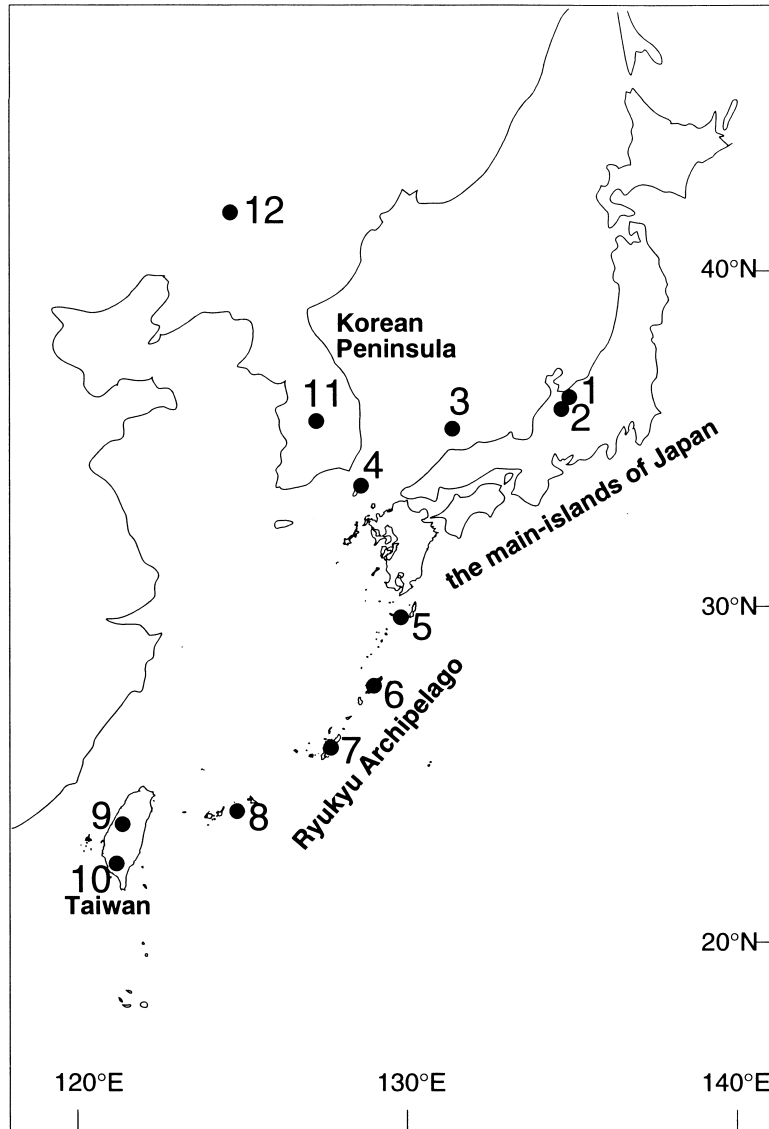 12
40°N
Korean
Peninsula
11
3
1
2
4
the main-islands of Japan
30°N
5
6
7
Ryukyu Archipelago
8
9
10
Taiwan
20°N
120°E
130°E
140°E